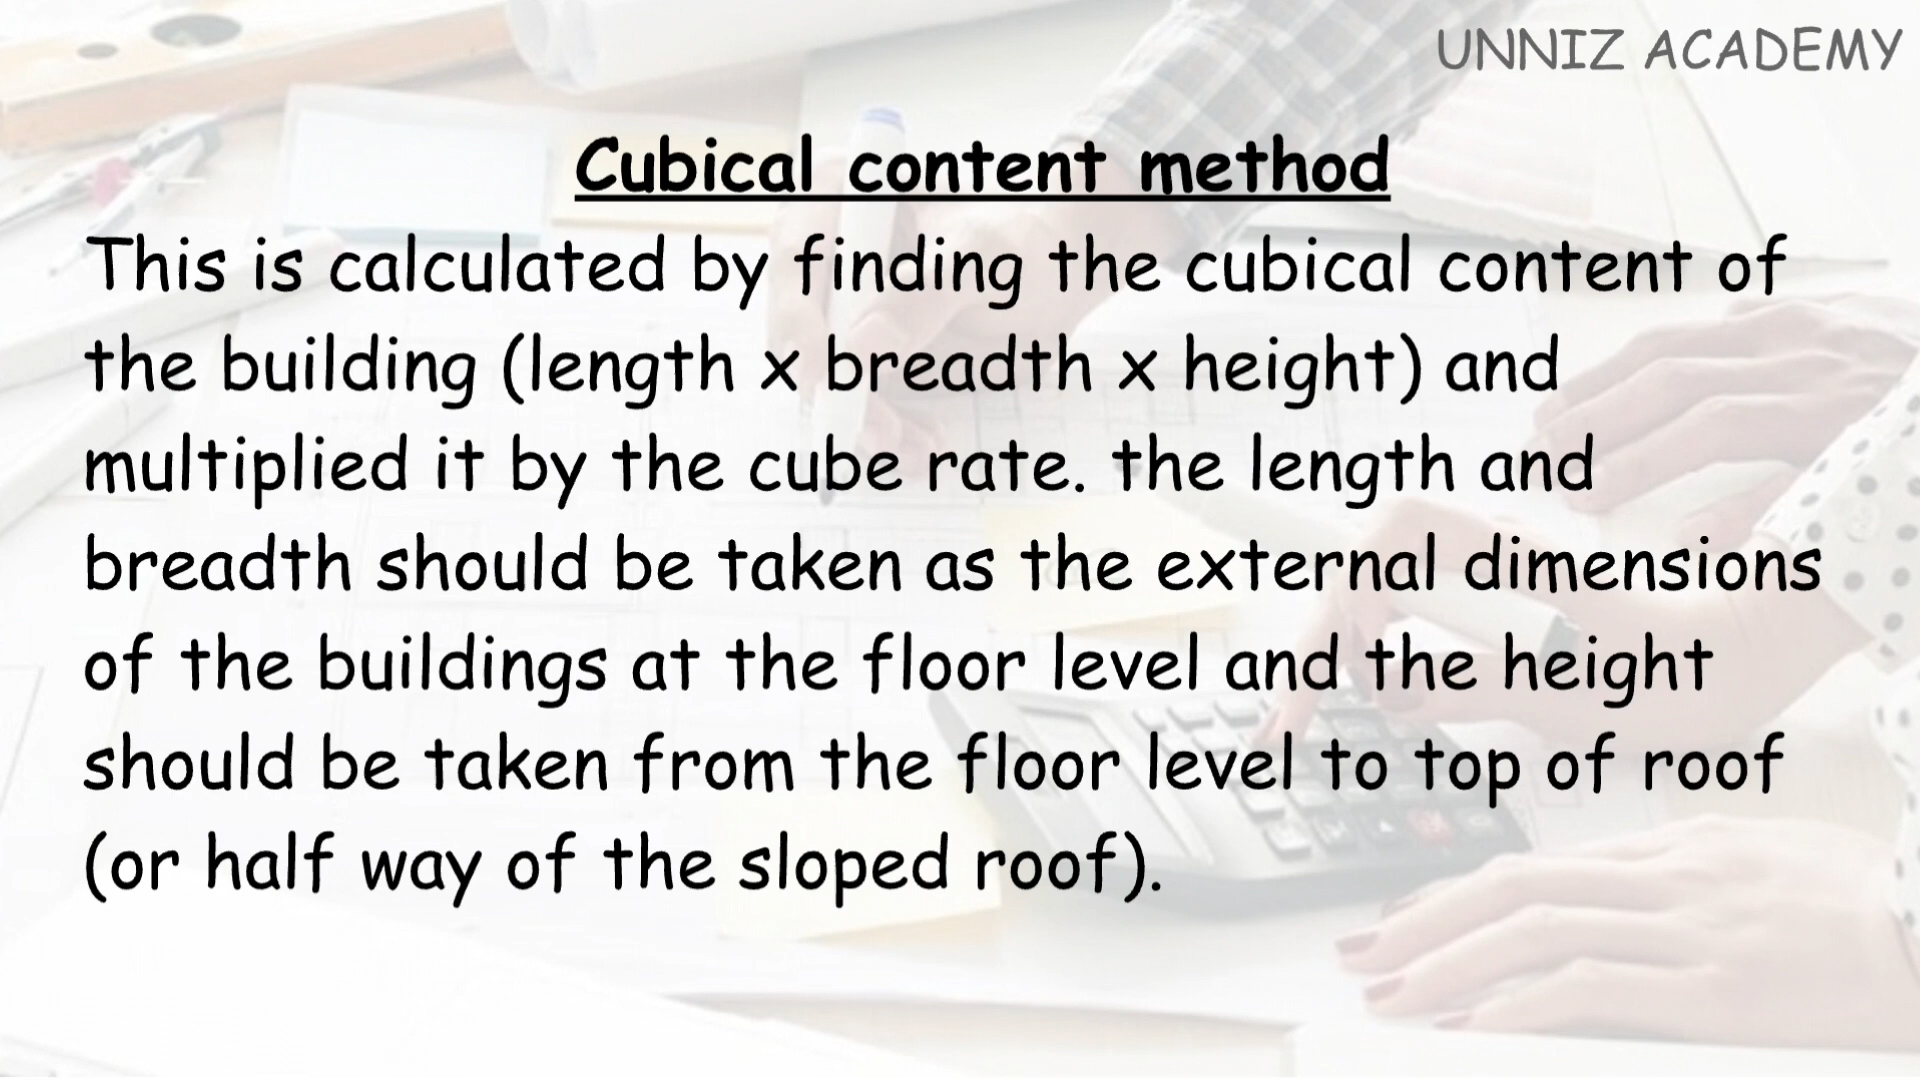 UNNIZ ACADEMY
Cubical content method
This is calculated by finding the cubical content of
the building (length x breadth x height) and
multiplied it by the cube rate. the length and
breadth should be taken as the external dimensions
of the buildings at the floor level and the height
should be taken from the floor level to top of roof
(or half way of the sloped roof).